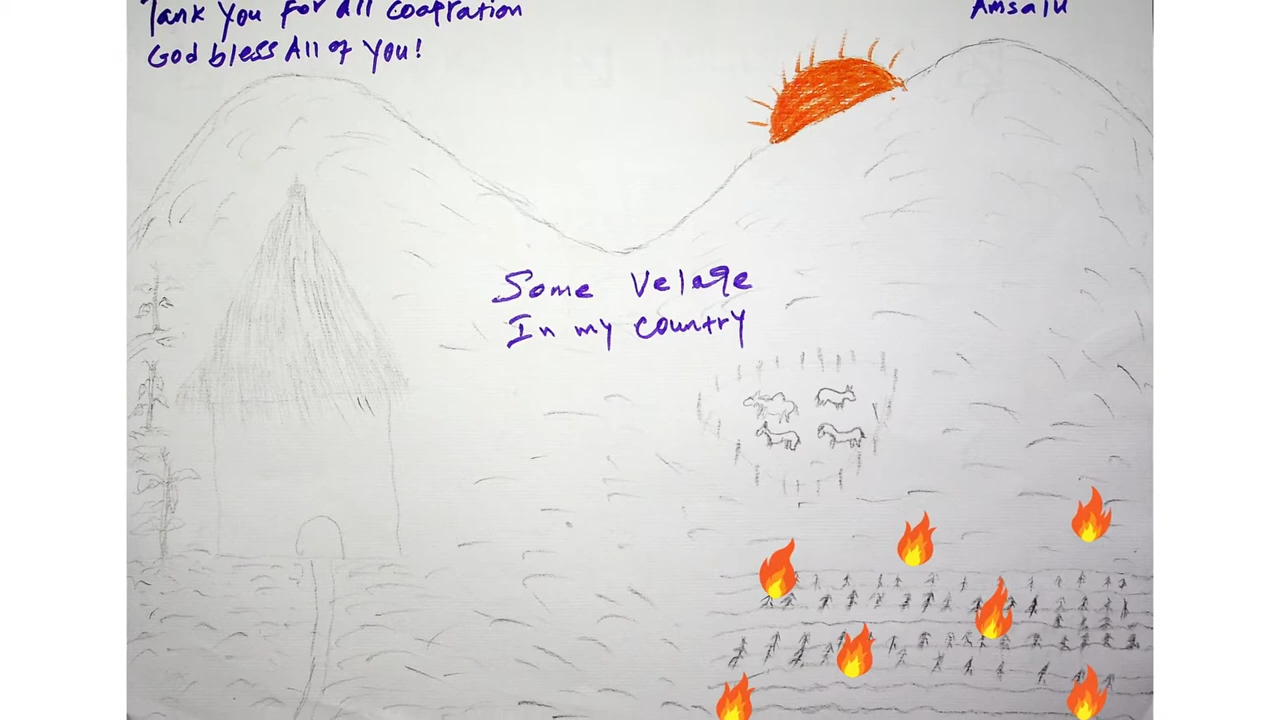 Tank You For All Coopration
God bless All of You!
Amsalu
Some Velage
In my country